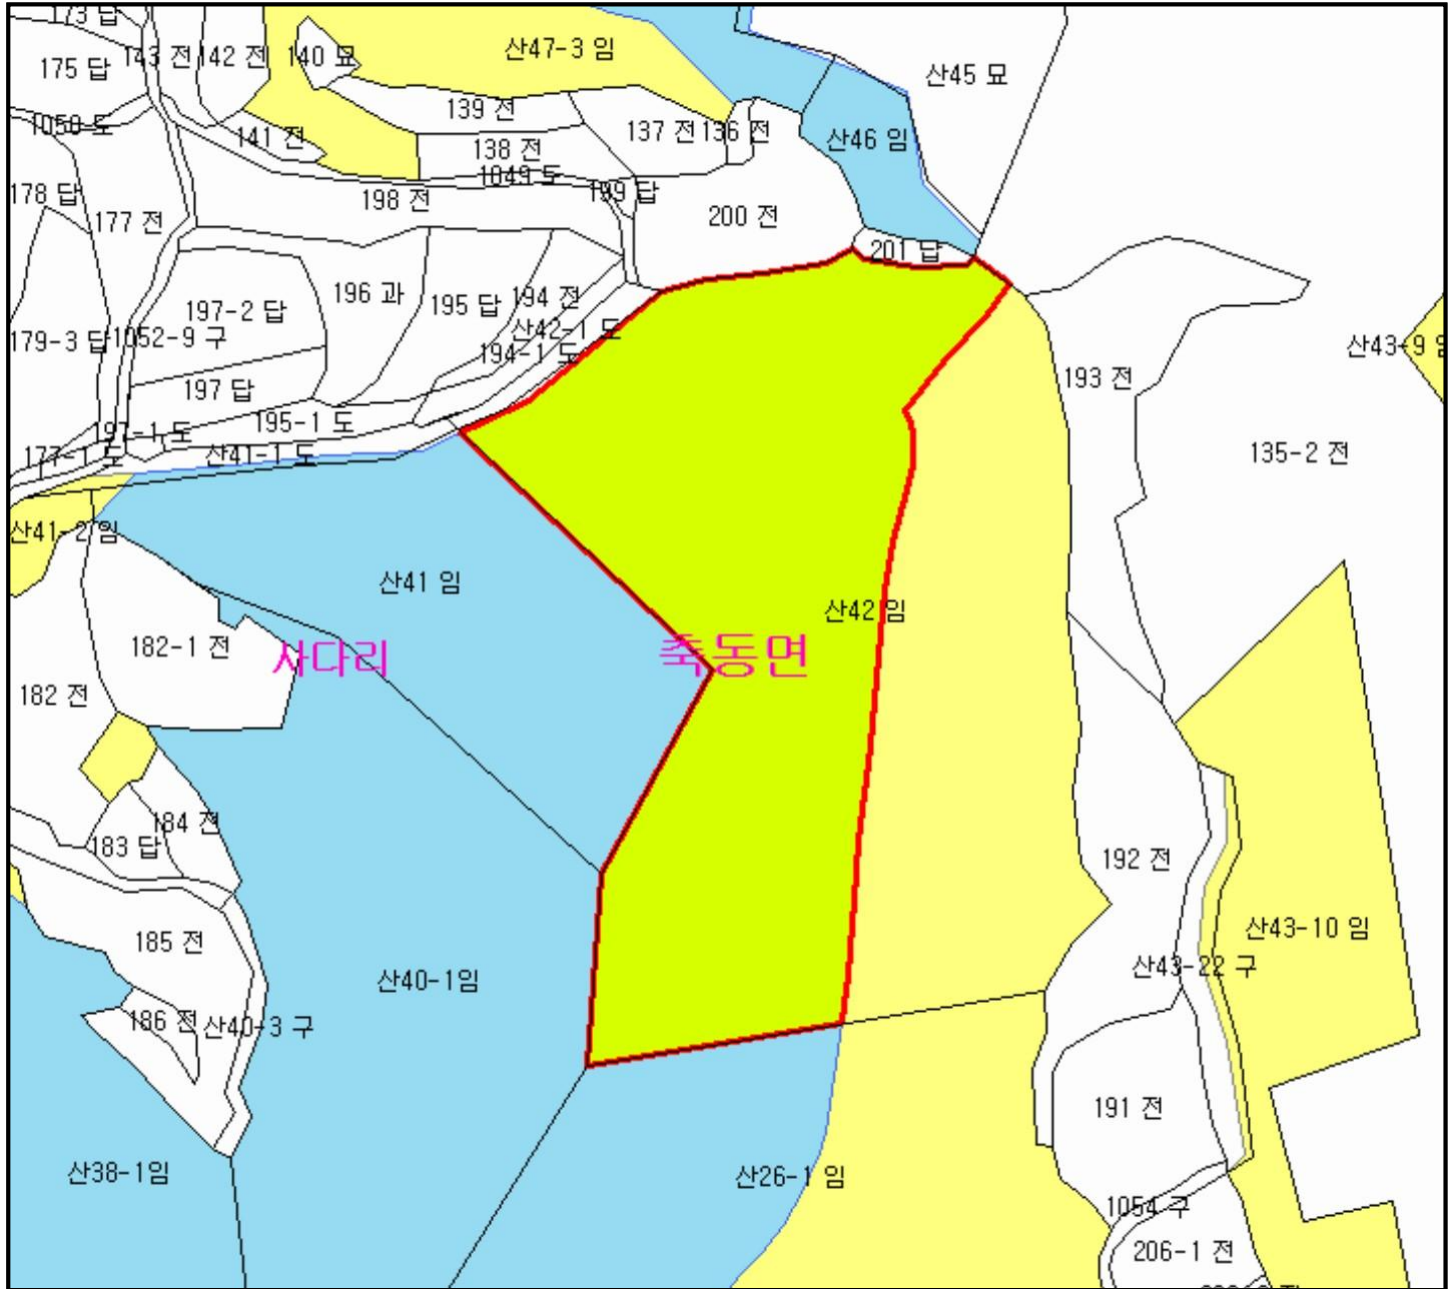 173 답
143 전
142 전
140 묘
산47-3 임
산45 묘
175 답
139 전
1050 도
141 전
137 전
136 전
산46 임
138 전
1049 도
178 답
177 전
198 전
199 답
200 전
201 답
196 과
194 전
197-2 답
195 답
산42-1 도
179-3 답
1052-9 구
194-1 도
산43-9 임
193 전
197 답
195-1 도
197-1 도
177-1 도
산41-1 도
135-2 전
산41-2 임
산41 임
산42 임
182-1 전
사다리
축동면
182 전
184 전
183 답
192 전
185 전
산43-10 임
산40-1임
산43-22 구
186 전
산40-3 구
191 전
산38-1임
산26-1 임
1054 구
206-1 전